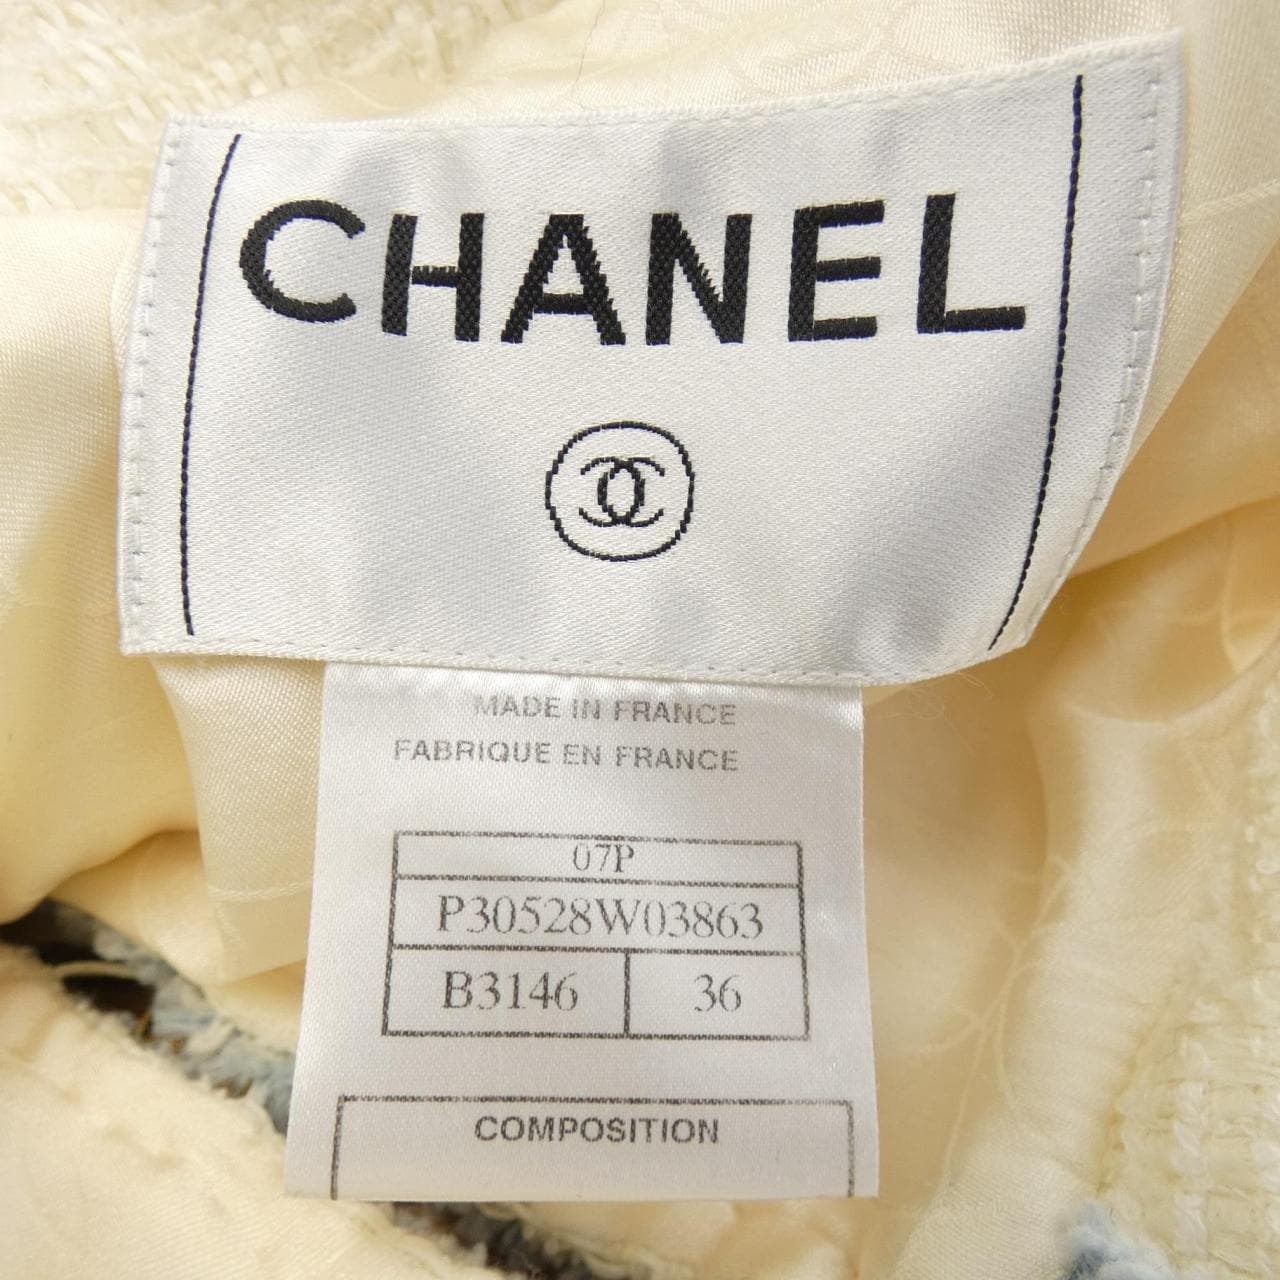 CHANEL
MADE IN FRANCE
FABRIQUE EN FRANCE
07P
P30528W03863
B3146 36
COMPOSITION